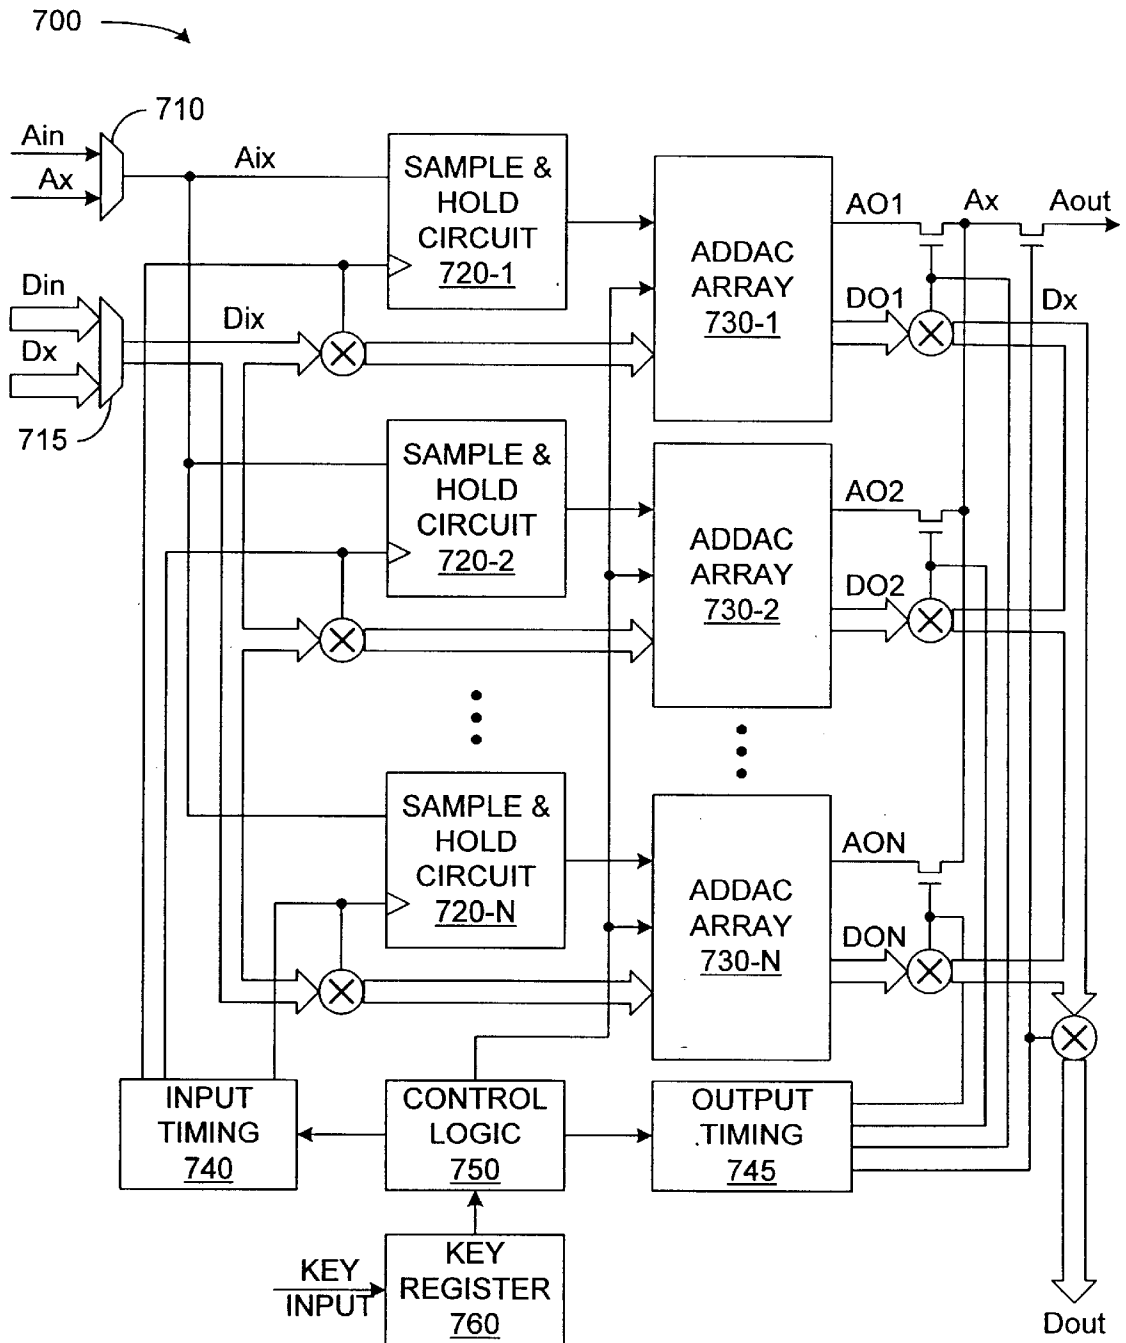 700
710
Ain
Ax
Aix
SAMPLE &
HOLD
CIRCUIT
720-1
ADDAC
ARRAY
730-1
AO1
Ax
Aout
DO1
Dx
Din
Dx
Dix
715
SAMPLE &
HOLD
CIRCUIT
720-2
ADDAC
ARRAY
730-2
AO2
DO2
SAMPLE &
HOLD
CIRCUIT
720-N
ADDAC
ARRAY
730-N
AON
DON
INPUT
TIMING
740
CONTROL
LOGIC
750
OUTPUT
TIMING
745
KEY
INPUT
KEY
REGISTER
760
Dout